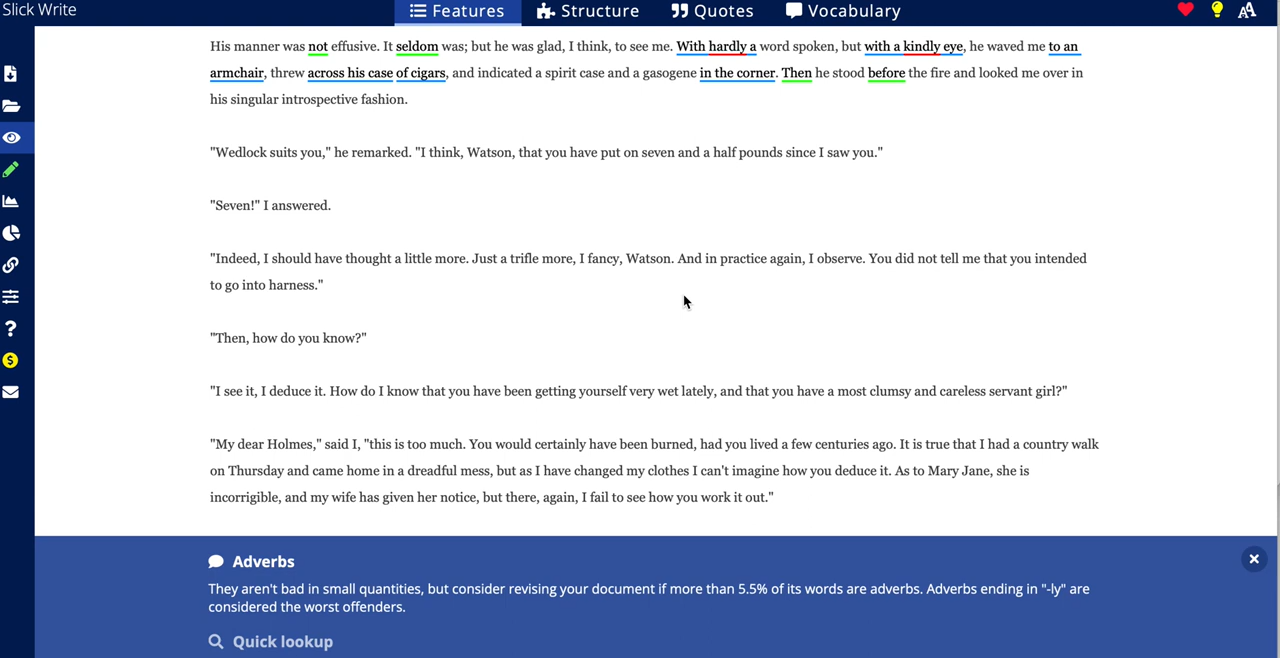 Slick Write
Features Structure Quotes Vocabulary
His manner was not effusive. It seldom was; but he was glad, I think, to see me. With hardly a word spoken, but with a kindly eye, he waved me to an
armchair, threw across his case of cigars, and indicated a spirit case and a gasogene in the corner. Then he stood before the fire and looked me over in
his singular introspective fashion.
"Wedlock suits you," he remarked. "I think, Watson, that you have put on seven and a half pounds since I saw you."
"Seven!" I answered.
"Indeed, I should have thought a little more. Just a trifle more, I fancy, Watson. And in practice again, I observe. You did not tell me that you intended
to go into harness."
"Then, how do you know?"
"I see it, I deduce it. How do I know that you have been getting yourself very wet lately, and that you have a most clumsy and careless servant girl?"
"My dear Holmes," said I, "this is too much. You would certainly have been burned, had you lived a few centuries ago. It is true that I had a country walk
on Thursday and came home in a dreadful mess, but as I have changed my clothes I can't imagine how you deduce it. As to Mary Jane, she is
incorrigible, and my wife has given her notice, but there, again, I fail to see how you work it out."
Adverbs
They aren't bad in small quantities, but consider revising your document if more than 5.5% of its words are adverbs. Adverbs ending in "-ly" are
considered the worst offenders.
Quick lookup